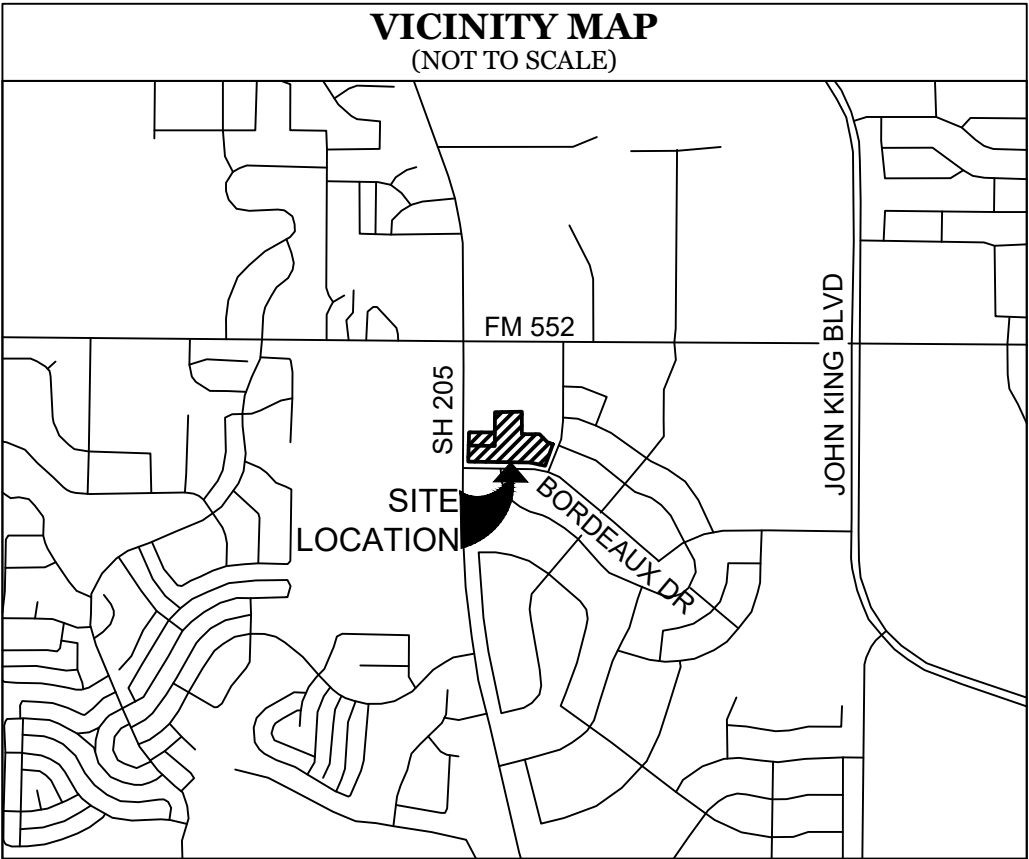 VICINITY MAP
(NOT TO SCALE)
FM 552
SH 205
JOHN KING BLVD
SITE
LOCATION
BORDEAUX DR